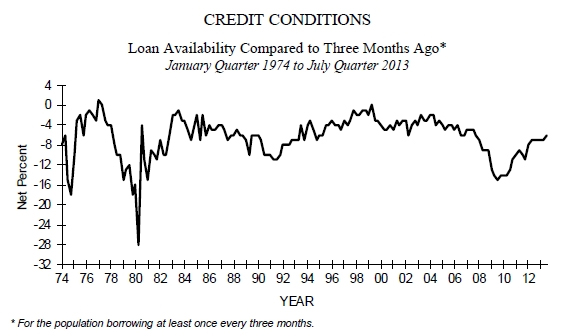 CREDIT CONDITIONS
Loan Availability Compared to Three Months Ago*
January Quarter 1974 to July Quarter 2013
Net Percent
4
0
-4
-8
-12
-16
-20
-24
-28
-32
74 76 78 80 82 84 86 88 90 92 94 96 98 00 02 04 06 08 10 12
YEAR
* For the population borrowing at least once every three months.